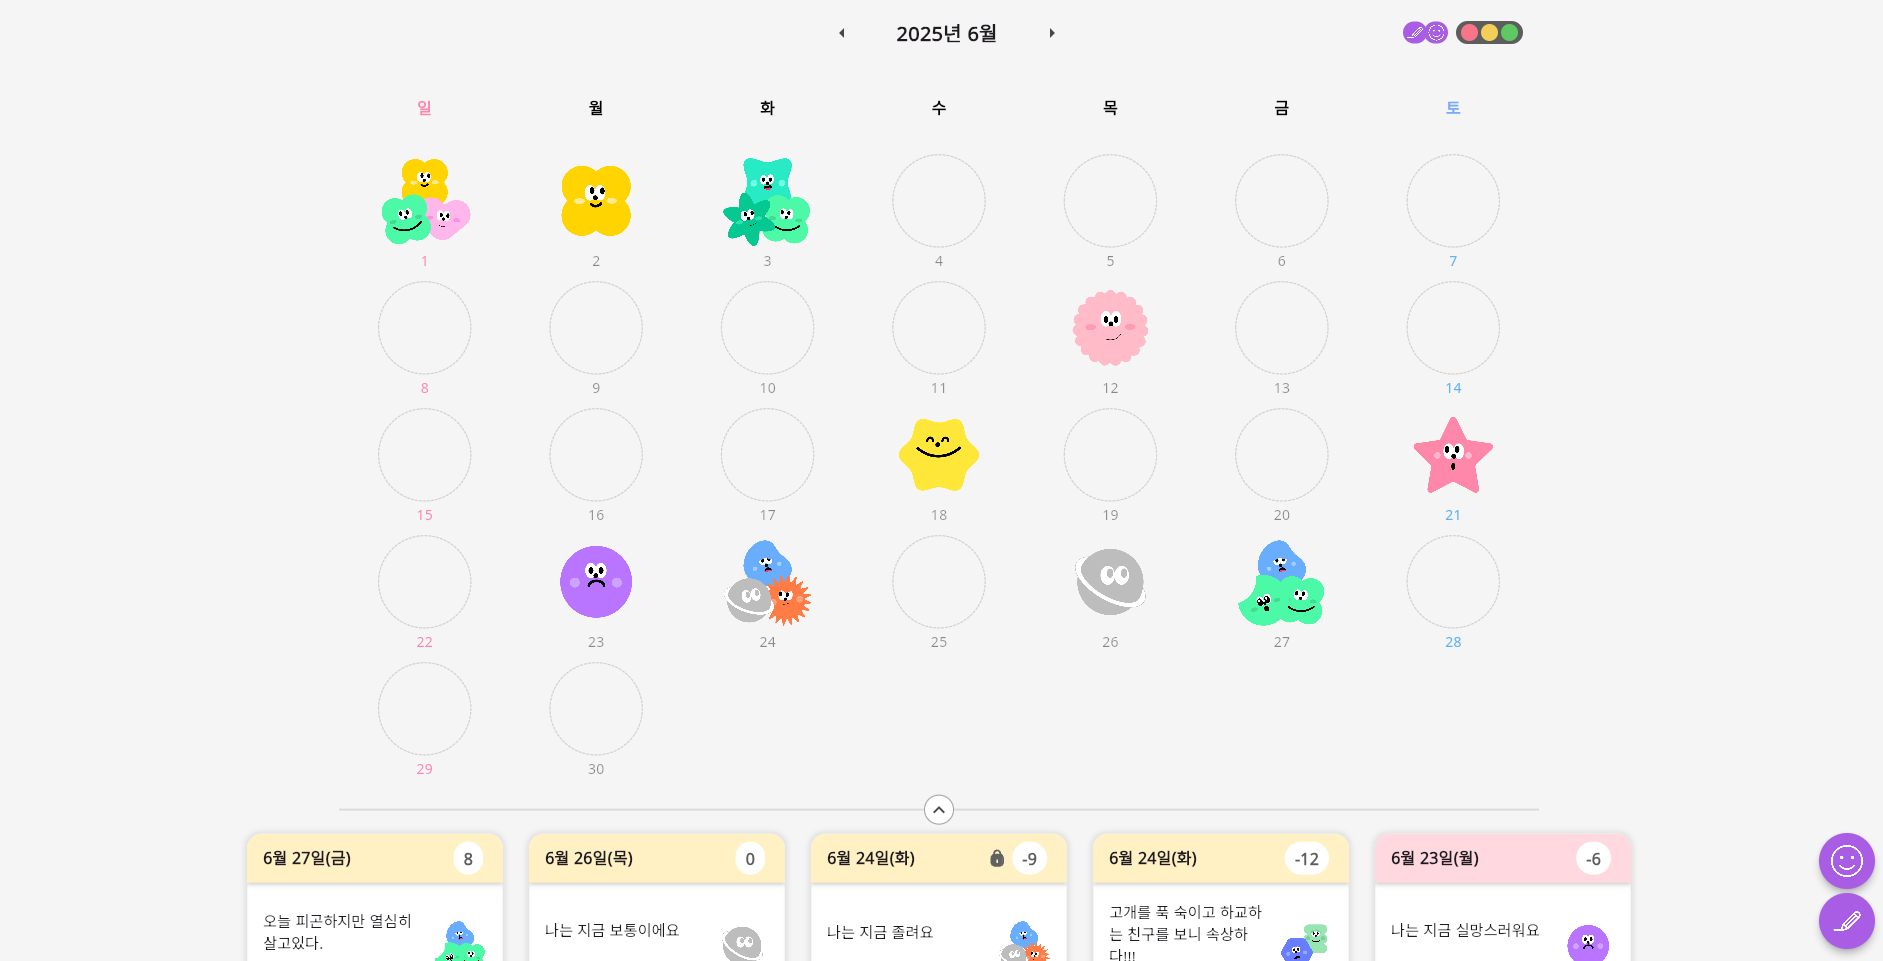 2025년 6월
일 월 화 수 목 금 토
1 2 3 4 5 6 7
8 9 10 11 12 13 14
15 16 17 18 19 20 21
22 23 24 25 26 27 28
29 30
6월 27일(금) 8
오늘 피곤하지만 열심히
살고있다.
6월 26일(목) 0
나는 지금 보통이에요
6월 24일(화) -9
나는 지금 졸려요
6월 24일(화) -12
고개를 푹 숙이고 하교하
는 친구를 보니 속상하
다!!!
6월 23일(월) -6
나는 지금 실망스러워요